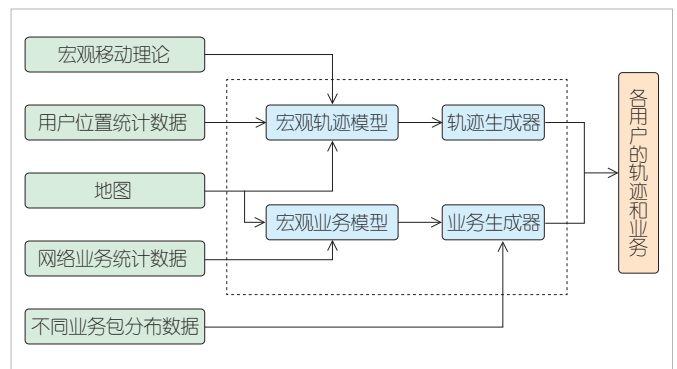 宏观移动理论
用户位置统计数据
宏观轨迹模型
轨迹生成器
地图
宏观业务模型
业务生成器
网络业务统计数据
不同业务包分布数据
各用户的轨迹和业务